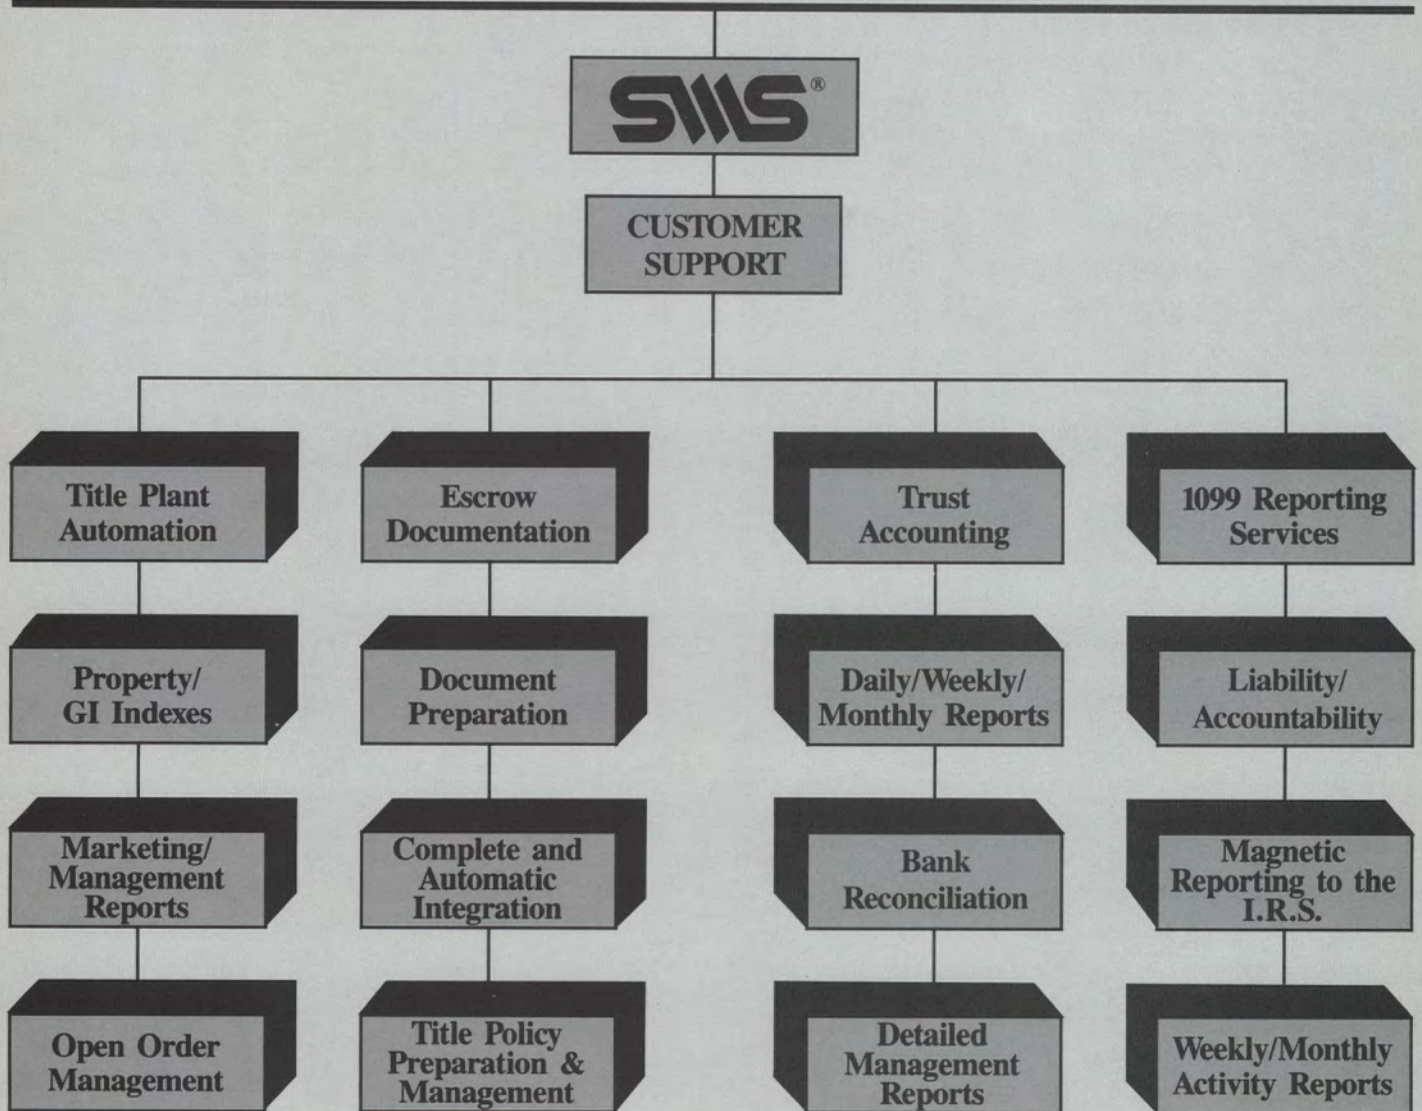 SMS®
CUSTOMER
SUPPORT
Title Plant
Automation
Property/
GI Indexes
Marketing/
Management
Reports
Open Order
Management
Escrow
Documentation
Document
Preparation
Complete and
Automatic
Integration
Title Policy
Preparation &
Management
Trust
Accounting
Daily/Weekly/
Monthly Reports
Bank
Reconciliation
Detailed
Management
Reports
1099 Reporting
Services
Liability/
Accountability
Magnetic
Reporting to the
I.R.S.
Weekly/Monthly
Activity Reports